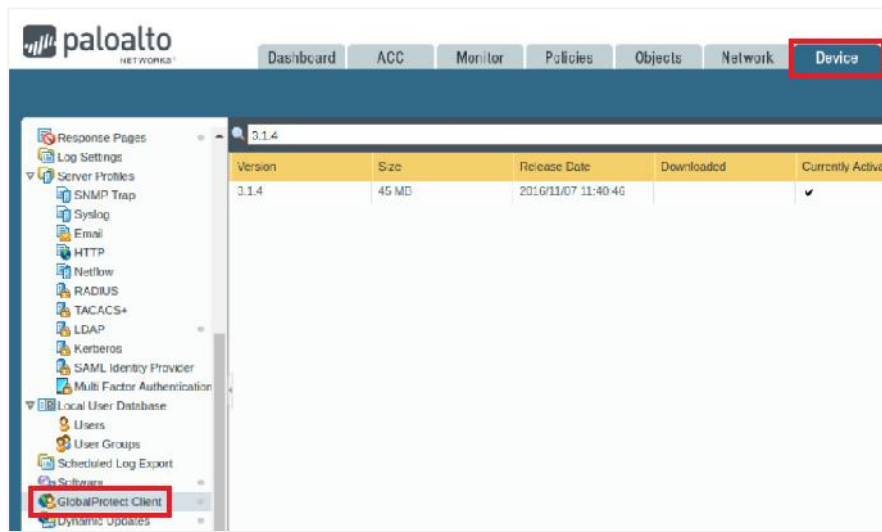 paloalto
NETWORKS
Dashboard ACC Monitor Policies Objects Network Device
Response Pages
Log Settings
Server Profiles
SNMP Trap
Syslog
Email
HTTP
Netflow
RADIUS
TACACS+
LDAP
Kerberos
SAML Identity Provider
Multi Factor Authentication
Local User Database
Users
User Groups
Scheduled Log Export
Software
GlobalProtect Client
Dynamic Updates
3.1.4
Version Size Release Date Downloaded Currently Activa
3.1.4 45 MB 2016/11/07 11:40:46